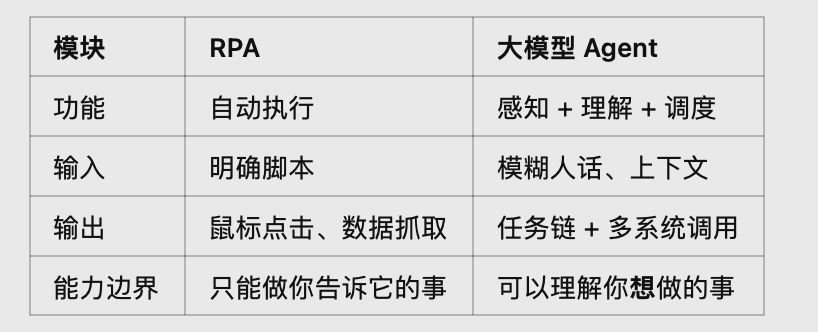 模块 RPA 大模型 Agent
功能 自动执行 感知 + 理解 + 调度
输入 明确脚本 模糊人话、上下文
输出 鼠标点击、数据抓取 任务链 + 多系统调用
能力边界 只能做你告诉它的事 可以理解你想做的事